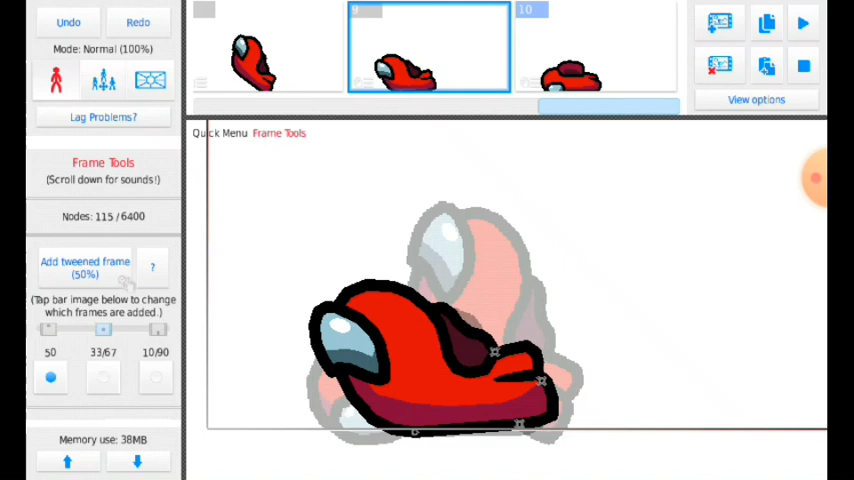 Undo
Redo
Mode: Normal (100%)
Lag Problems?
Frame Tools
(Scroll down for sounds!)
Nodes: 115 / 6400
Add tweened frame
(50%)
?
(Tap bar image below to change
which frames are added.)
50
33/67
10/90
Memory use: 38MB
9
10
View options
Quick Menu
Frame Tools